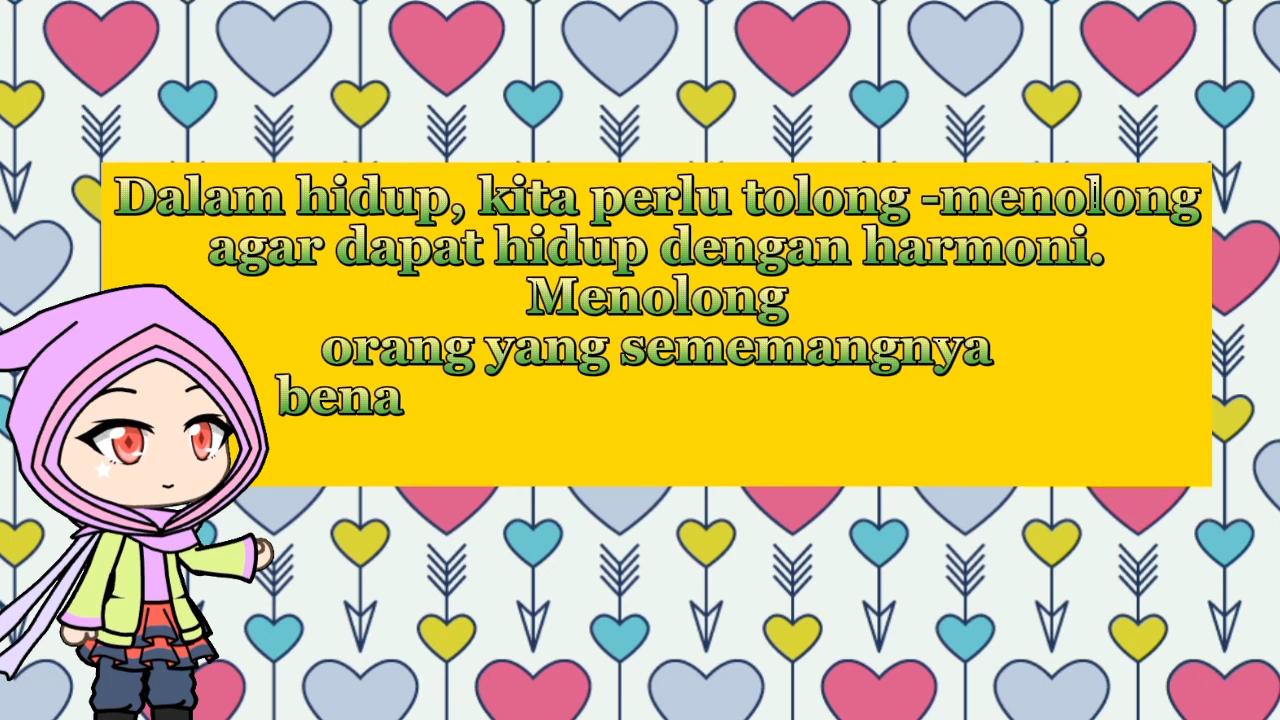 Dalam hidup, kita perlu tolong -menolong
agar dapat hidup dengan harmoni.
Menolong
orang yang sememangnya
bena